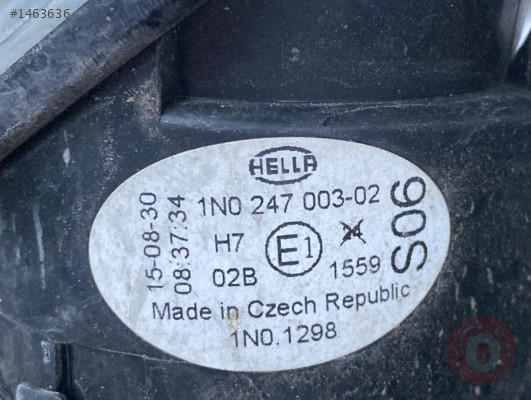 #1463636
HELLA
15-08-30
08:37:34
1N0 247 003-02
H7
E1
02B
1559
S06
Made in Czech Republic
1N0.1298